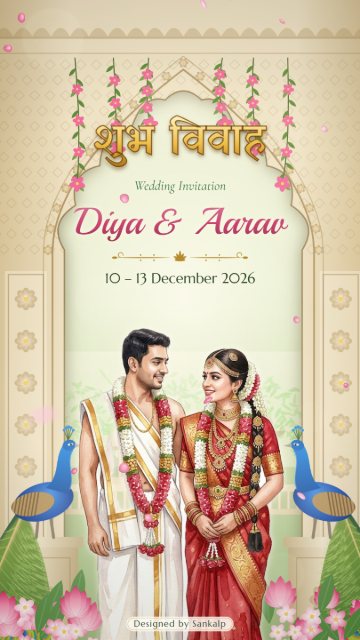 शुभ विवाह
Wedding Invitation
Diya & Aarav
10 – 13 December 2026
Designed by Sankalp